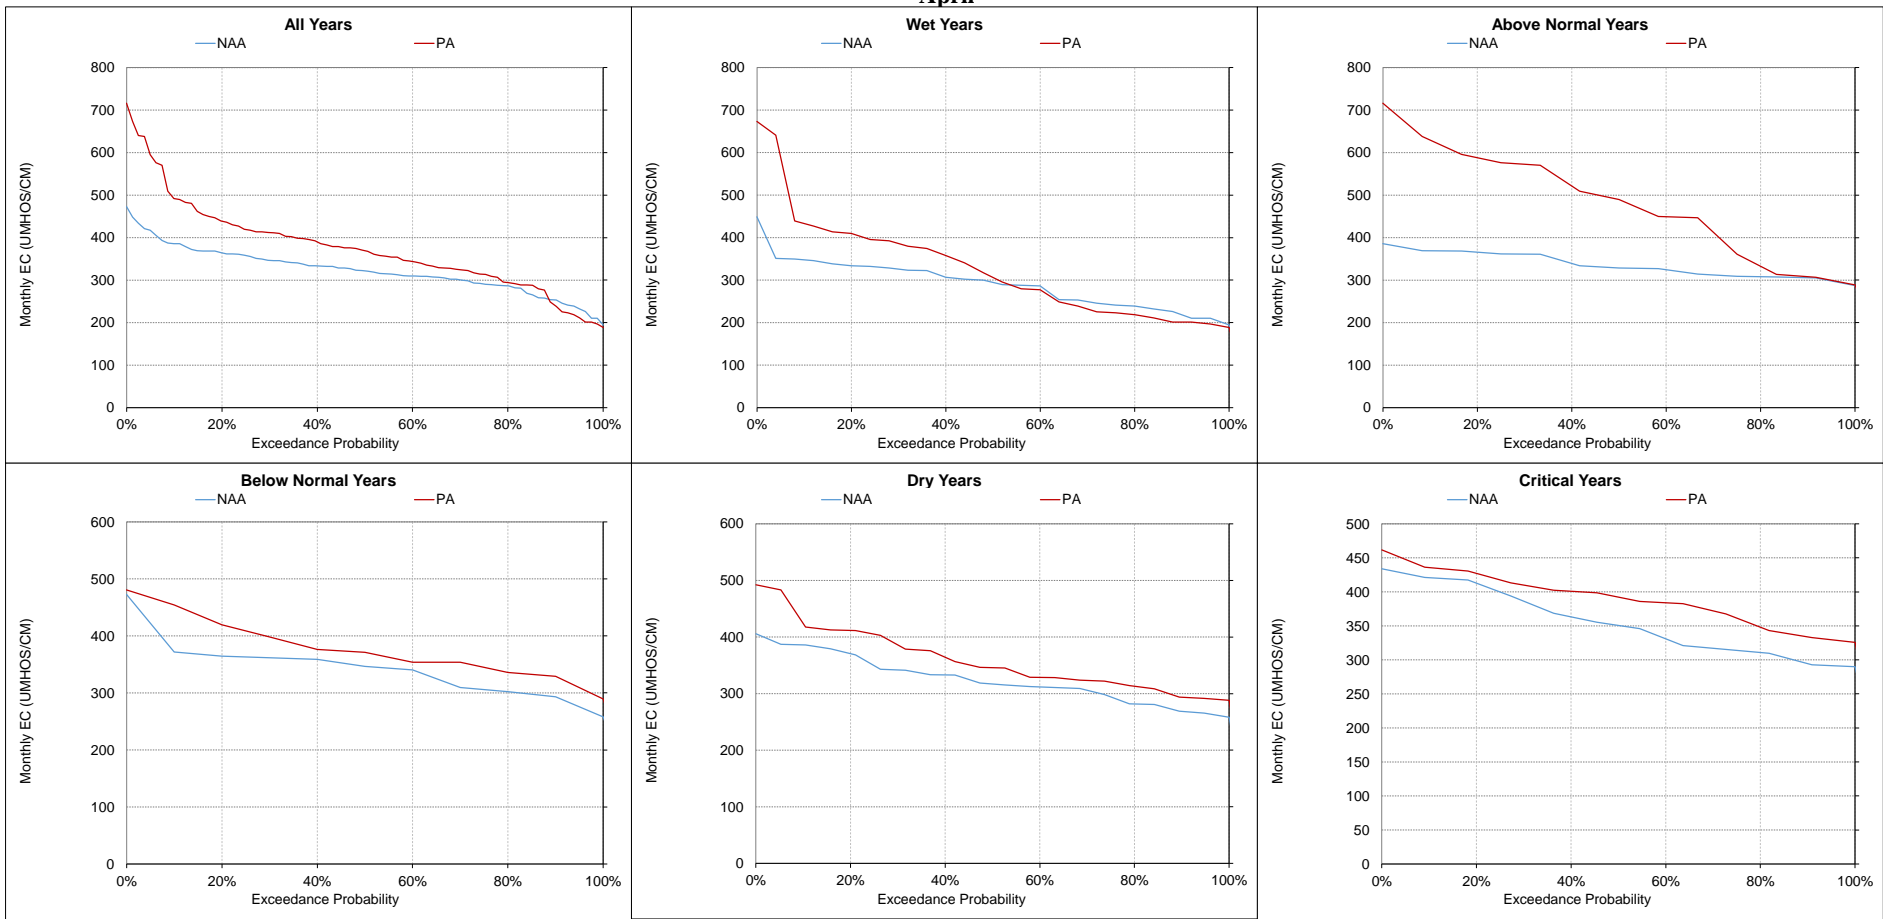 April
All Years
NAA PA
Monthly EC (UMHOS/CM)
800
700
600
500
400
300
200
100
0
0% 20% 40% 60% 80% 100%
Exceedance Probability
Wet Years
NAA PA
Monthly EC (UMHOS/CM)
800
700
600
500
400
300
200
100
0
0% 20% 40% 60% 80% 100%
Exceedance Probability
Above Normal Years
NAA PA
Monthly EC (UMHOS/CM)
800
700
600
500
400
300
200
100
0
0% 20% 40% 60% 80% 100%
Exceedance Probability
Below Normal Years
NAA PA
Monthly EC (UMHOS/CM)
600
500
400
300
200
100
0
0% 20% 40% 60% 80% 100%
Exceedance Probability
Dry Years
NAA PA
Monthly EC (UMHOS/CM)
600
500
400
300
200
100
0
0% 20% 40% 60% 80% 100%
Exceedance Probability
Critical Years
NAA PA
Monthly EC (UMHOS/CM)
500
450
400
350
300
250
200
150
100
50
0
0% 20% 40% 60% 80% 100%
Exceedance Probability